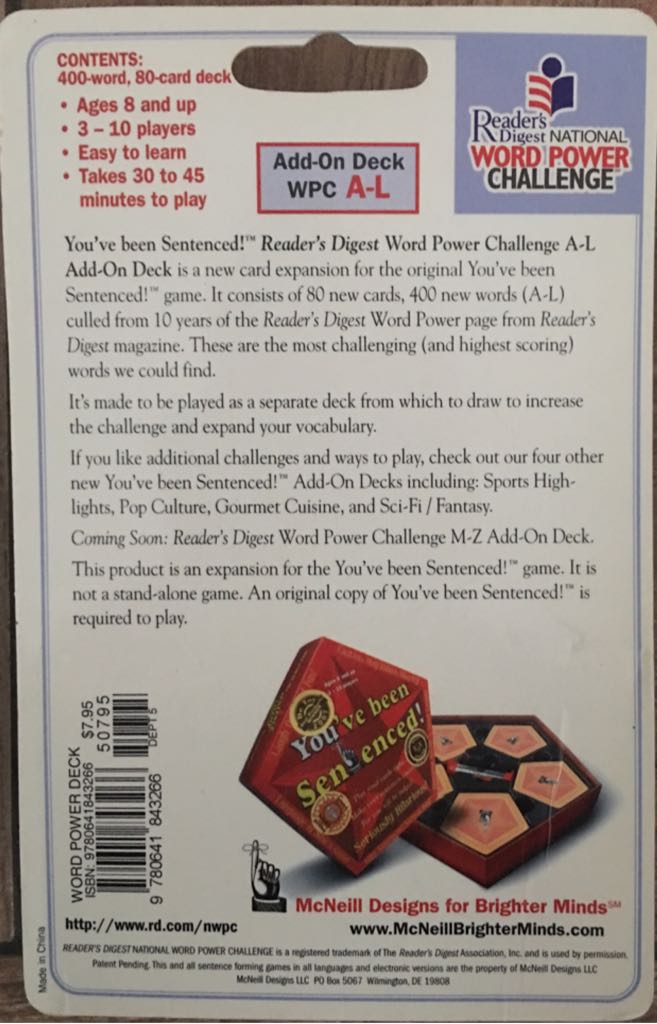 CONTENTS:
400-word, 80-card deck
• Ages 8 and up
• 3 – 10 players
• Easy to learn
• Takes 30 to 45
minutes to play
Add-On Deck
WPC A-L
Reader's
Digest NATIONAL
WORD POWER
CHALLENGE
You've been Sentenced!™ Reader's Digest Word Power Challenge A-L
Add-On Deck is a new card expansion for the original You've been
Sentenced!™ game. It consists of 80 new cards, 400 new words (A-L)
culled from 10 years of the Reader's Digest Word Power page from Reader's
Digest magazine. These are the most challenging (and highest scoring)
words we could find.
It's made to be played as a separate deck from which to draw to increase
the challenge and expand your vocabulary.
If you like additional challenges and ways to play, check out our four other
new You've been Sentenced!™ Add-On Decks including: Sports High-
lights, Pop Culture, Gourmet Cuisine, and Sci-Fi / Fantasy.
Coming Soon: Reader's Digest Word Power Challenge M-Z Add-On Deck.
This product is an expansion for the You've been Sentenced!™ game. It is
not a stand-alone game. An original copy of You've been Sentenced!™ is
required to play.
WORD POWER DECK $7.95
ISBN: 9780641843266 50795
DEPT 5
9 780641 843266
You've been
Sentenced!
Seriously Hilarious
McNeill Designs for Brighter Minds℠
http://www.rd.com/nwpc
www.McNeillBrighterMinds.com
Made in China
READER'S DIGEST NATIONAL WORD POWER CHALLENGE is a registered trademark of The Reader's Digest Association, Inc. and is used by permission.
Patent Pending. This and all sentence forming games in all languages and electronic versions are the property of McNeill Designs LLC
McNeill Designs LLC PO Box 5067 Wilmington, DE 19808